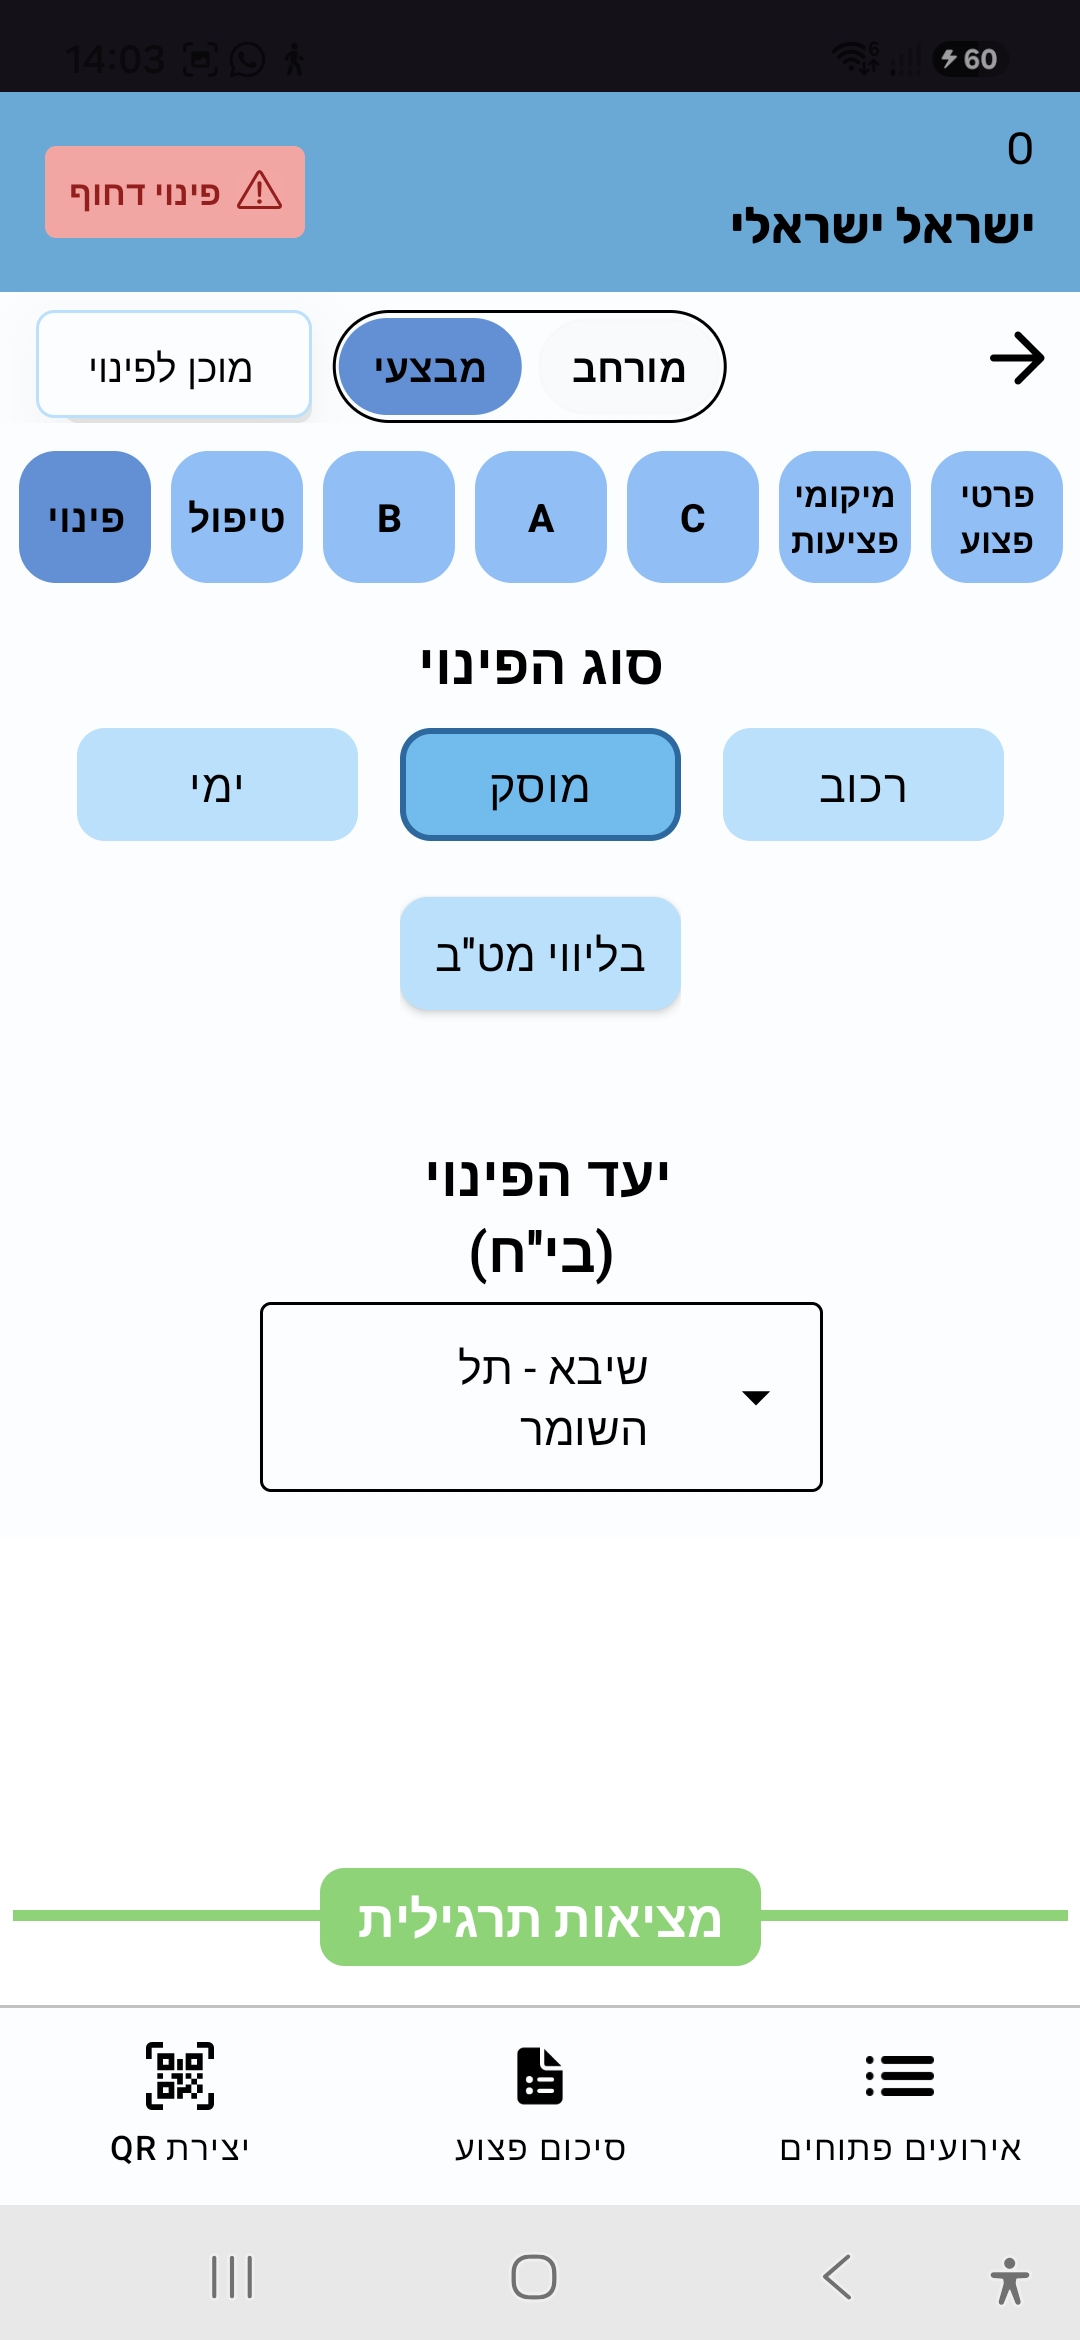 14:03
6
60
0
ישראל ישראלי
פינוי דחוף
מורחב
מבצעי
מוכן לפינוי
פרטי
פצוע
מיקומי
פציעות
C
A
B
טיפול
פינוי
סוג הפינוי
רכוב
מוסק
ימי
בליווי מט"ב
יעד הפינוי
(בי"ח)
שיבא - תל
השומר
מציאות תרגילית
אירועים פתוחים
סיכום פצוע
יצירת QR